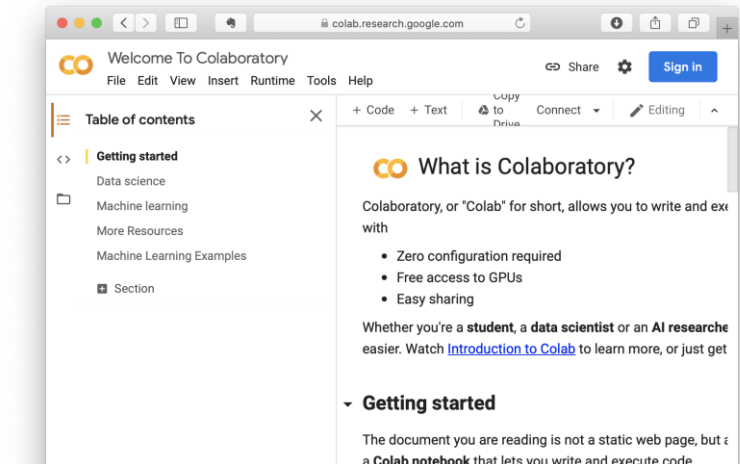 colab.research.google.com
Welcome To Colaboratory
File Edit View Insert Runtime Tools Help
Share
Sign in
Table of contents
Getting started
Data science
Machine learning
More Resources
Machine Learning Examples
Section
+ Code + Text
Copy
to
Drive
Connect
Editing
CO What is Colaboratory?
Colaboratory, or "Colab" for short, allows you to write and exe
with
• Zero configuration required
• Free access to GPUs
• Easy sharing
Whether you're a student, a data scientist or an AI researche
easier. Watch Introduction to Colab to learn more, or just get
Getting started
The document you are reading is not a static web page, but a
a Colab notebook that lets you write and execute code